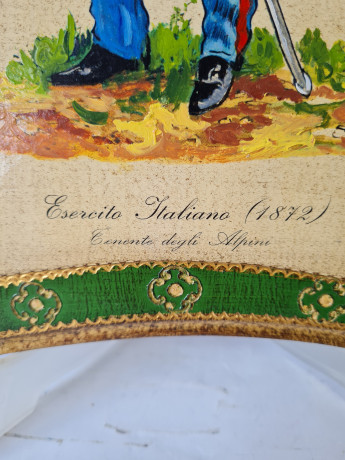 Esercito Italiano (1872)
Tenente degli Alpini